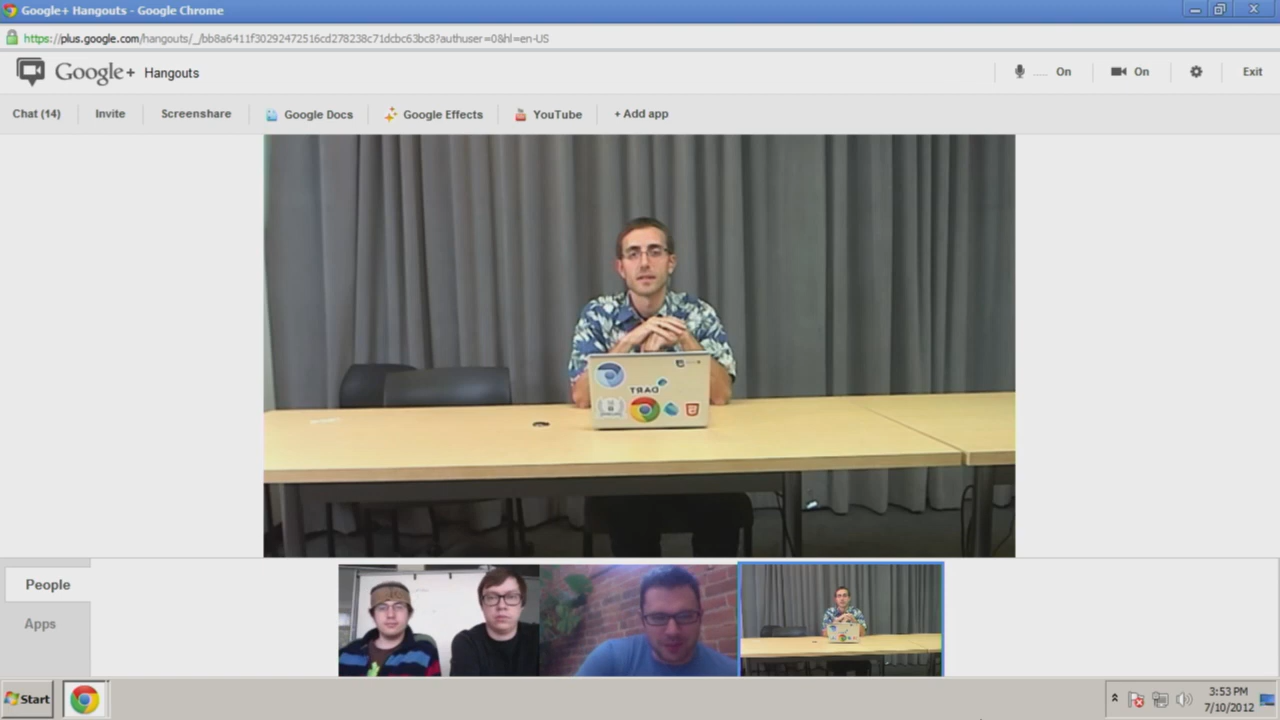 Google+ Hangouts - Google Chrome
https://plus.google.com/hangouts/_/bb8a6411f30292472516cd278238c71dcbc63bc8?authuser=0&hl=en-US
Google+ Hangouts
On
On
Exit
Chat (14)
Invite
Screenshare
Google Docs
Google Effects
YouTube
+ Add app
DART
People
Apps
Start
3:53 PM
7/10/2012